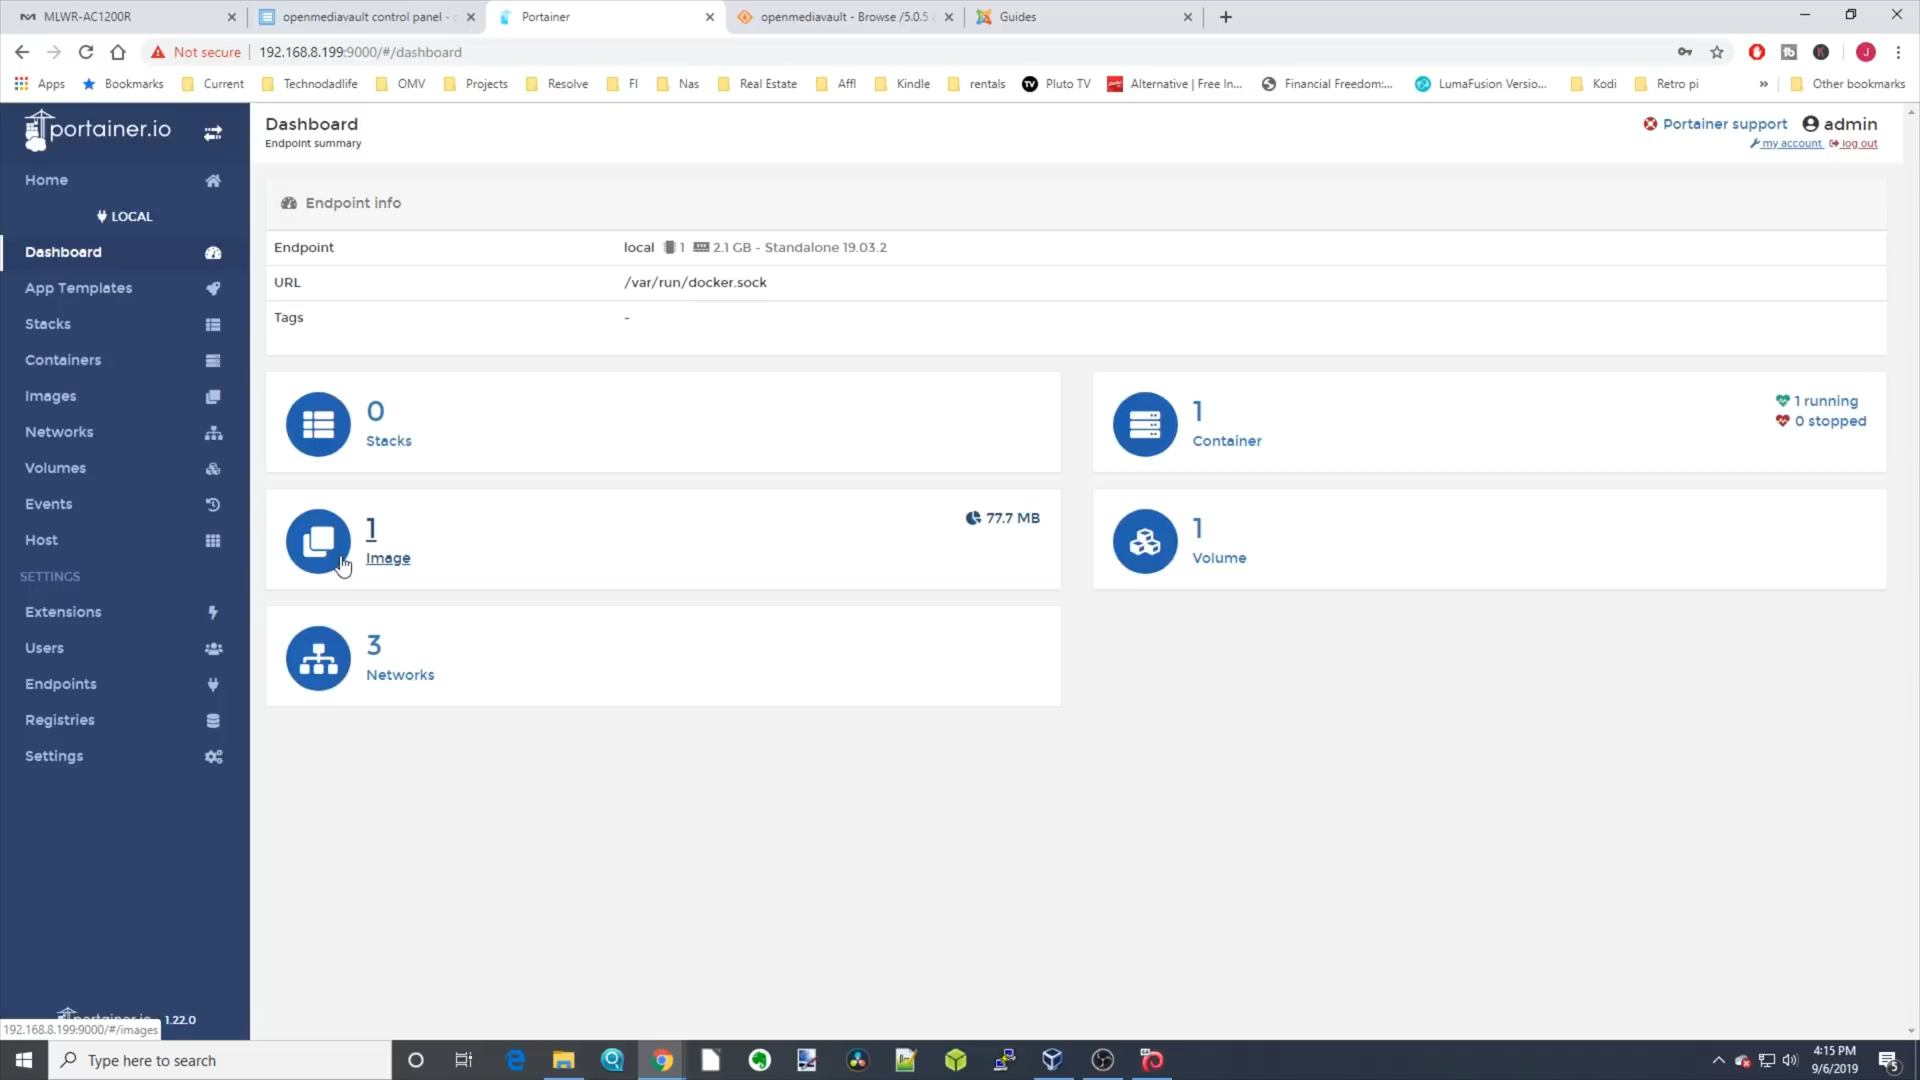 MLWR-AC1200R
openmediavault control panel -
Portainer
openmediavault - Browse /5.0.5
Guides
Not secure
192.168.8.199:9000/#/dashboard
Apps
Bookmarks
Current
Technodadlife
OMV
Projects
Resolve
FI
Nas
Real Estate
Affl
Kindle
rentals
Pluto TV
Alternative | Free In...
Financial Freedom:...
LumaFusion Versio...
Kodi
Retro pi
»
Other bookmarks
portainer.io
Home
LOCAL
Dashboard
App Templates
Stacks
Containers
Images
Networks
Volumes
Events
Host
SETTINGS
Extensions
Users
Endpoints
Registries
Settings
portainer.io 1.22.0
192.168.8.199:9000/#/images
Dashboard
Endpoint summary
Portainer support
admin
my account
log out
Endpoint info
Endpoint local 1 2.1 GB - Standalone 19.03.2
URL /var/run/docker.sock
Tags -
0
Stacks
1
Container
1 running
0 stopped
1
Image
77.7 MB
1
Volume
3
Networks
Type here to search
4:15 PM
9/6/2019
5